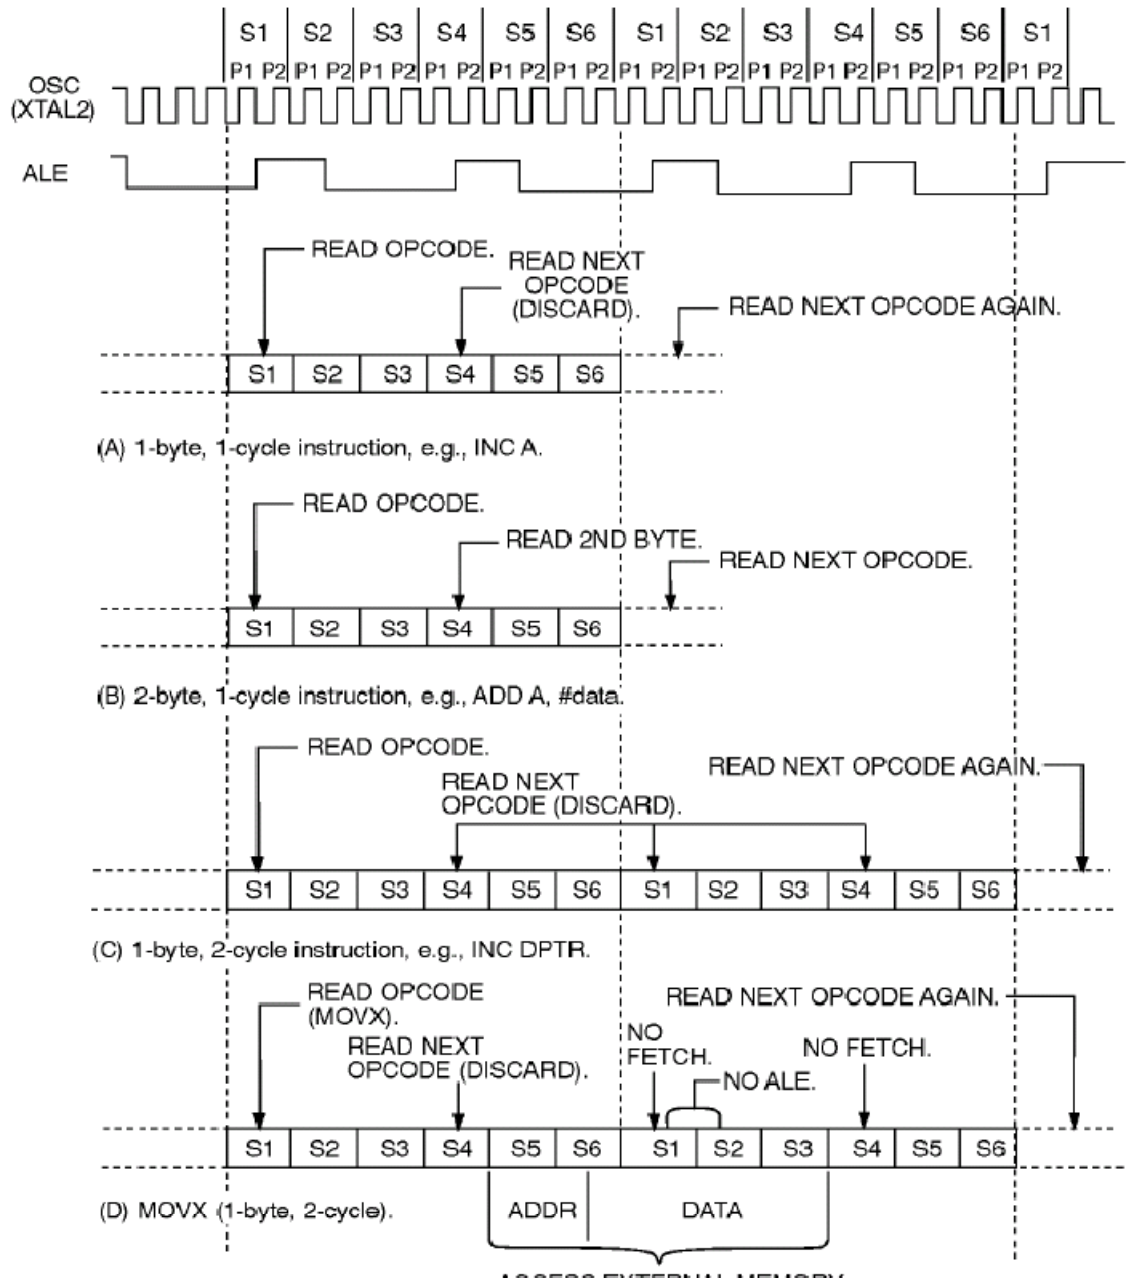 S1 S2 S3 S4 S5 S6 S1 S2 S3 S4 S5 S6 S1
P1 P2 P1 P2 P1 P2 P1 P2 P1 P2 P1 P2 P1 P2 P1 P2 P1 P2 P1 P2 P1 P2 P1 P2 P1 P2
OSC
(XTAL2)
ALE
READ OPCODE.
READ NEXT
OPCODE
(DISCARD).
READ NEXT OPCODE AGAIN.
S1 S2 S3 S4 S5 S6
(A) 1-byte, 1-cycle instruction, e.g., INC A.
READ OPCODE.
READ 2ND BYTE.
READ NEXT OPCODE.
S1 S2 S3 S4 S5 S6
(B) 2-byte, 1-cycle instruction, e.g., ADD A, #data.
READ OPCODE.
READ NEXT OPCODE AGAIN.
READ NEXT
OPCODE (DISCARD).
S1 S2 S3 S4 S5 S6 S1 S2 S3 S4 S5 S6
(C) 1-byte, 2-cycle instruction, e.g., INC DPTR.
READ OPCODE
(MOVX).
READ NEXT OPCODE AGAIN.
READ NEXT
OPCODE (DISCARD).
NO
FETCH.
NO FETCH.
NO ALE.
S1 S2 S3 S4 S5 S6 S1 S2 S3 S4 S5 S6
(D) MOVX (1-byte, 2-cycle).
ADDR DATA
ACCESS EXTERNAL MEMORY